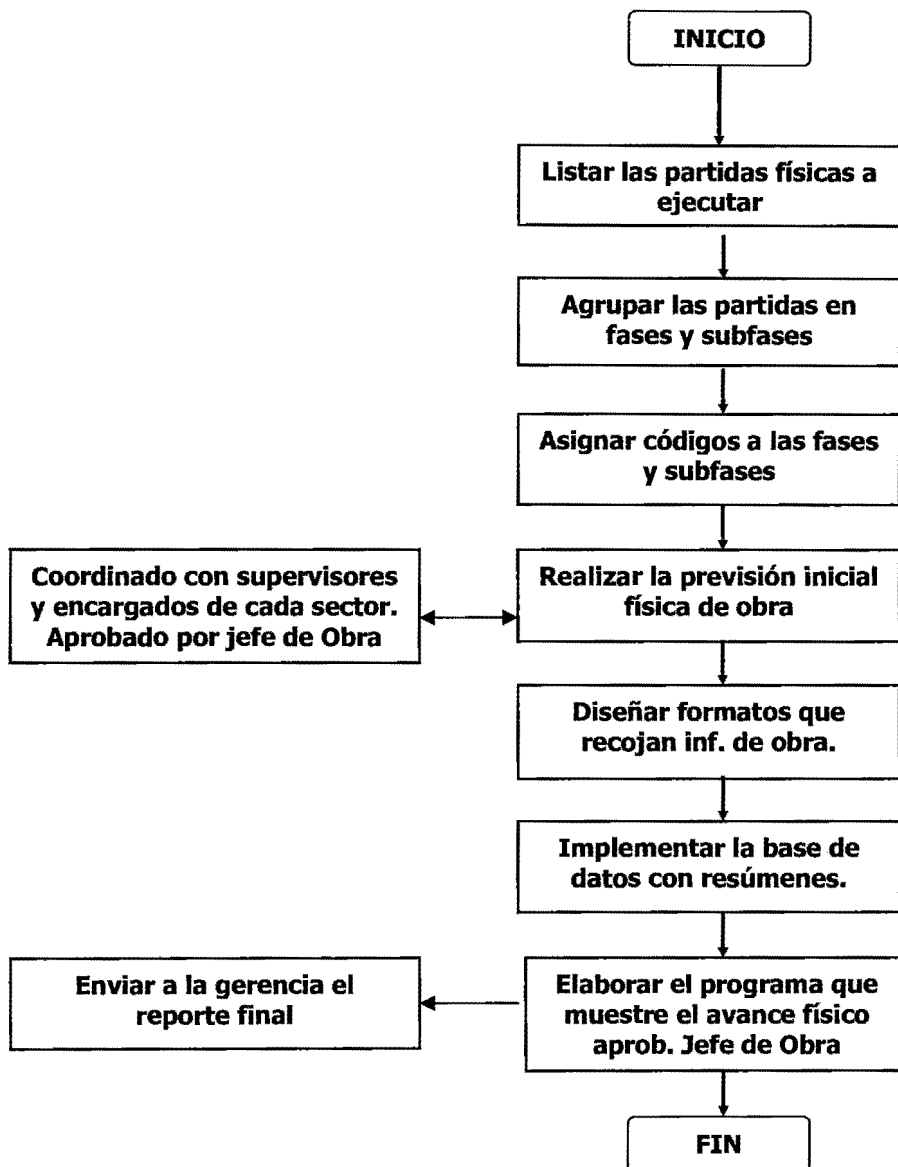 INICIO
Listar las partidas físicas a
ejecutar
Agrupar las partidas en
fases y subfases
Asignar códigos a las fases
y subfases
Coordinado con supervisores
y encargados de cada sector.
Aprobado por jefe de Obra
Realizar la previsión inicial
física de obra
Diseñar formatos que
recojan inf. de obra.
Implementar la base de
datos con resúmenes.
Enviar a la gerencia el
reporte final
Elaborar el programa que
muestre el avance físico
aprob. Jefe de Obra
FIN